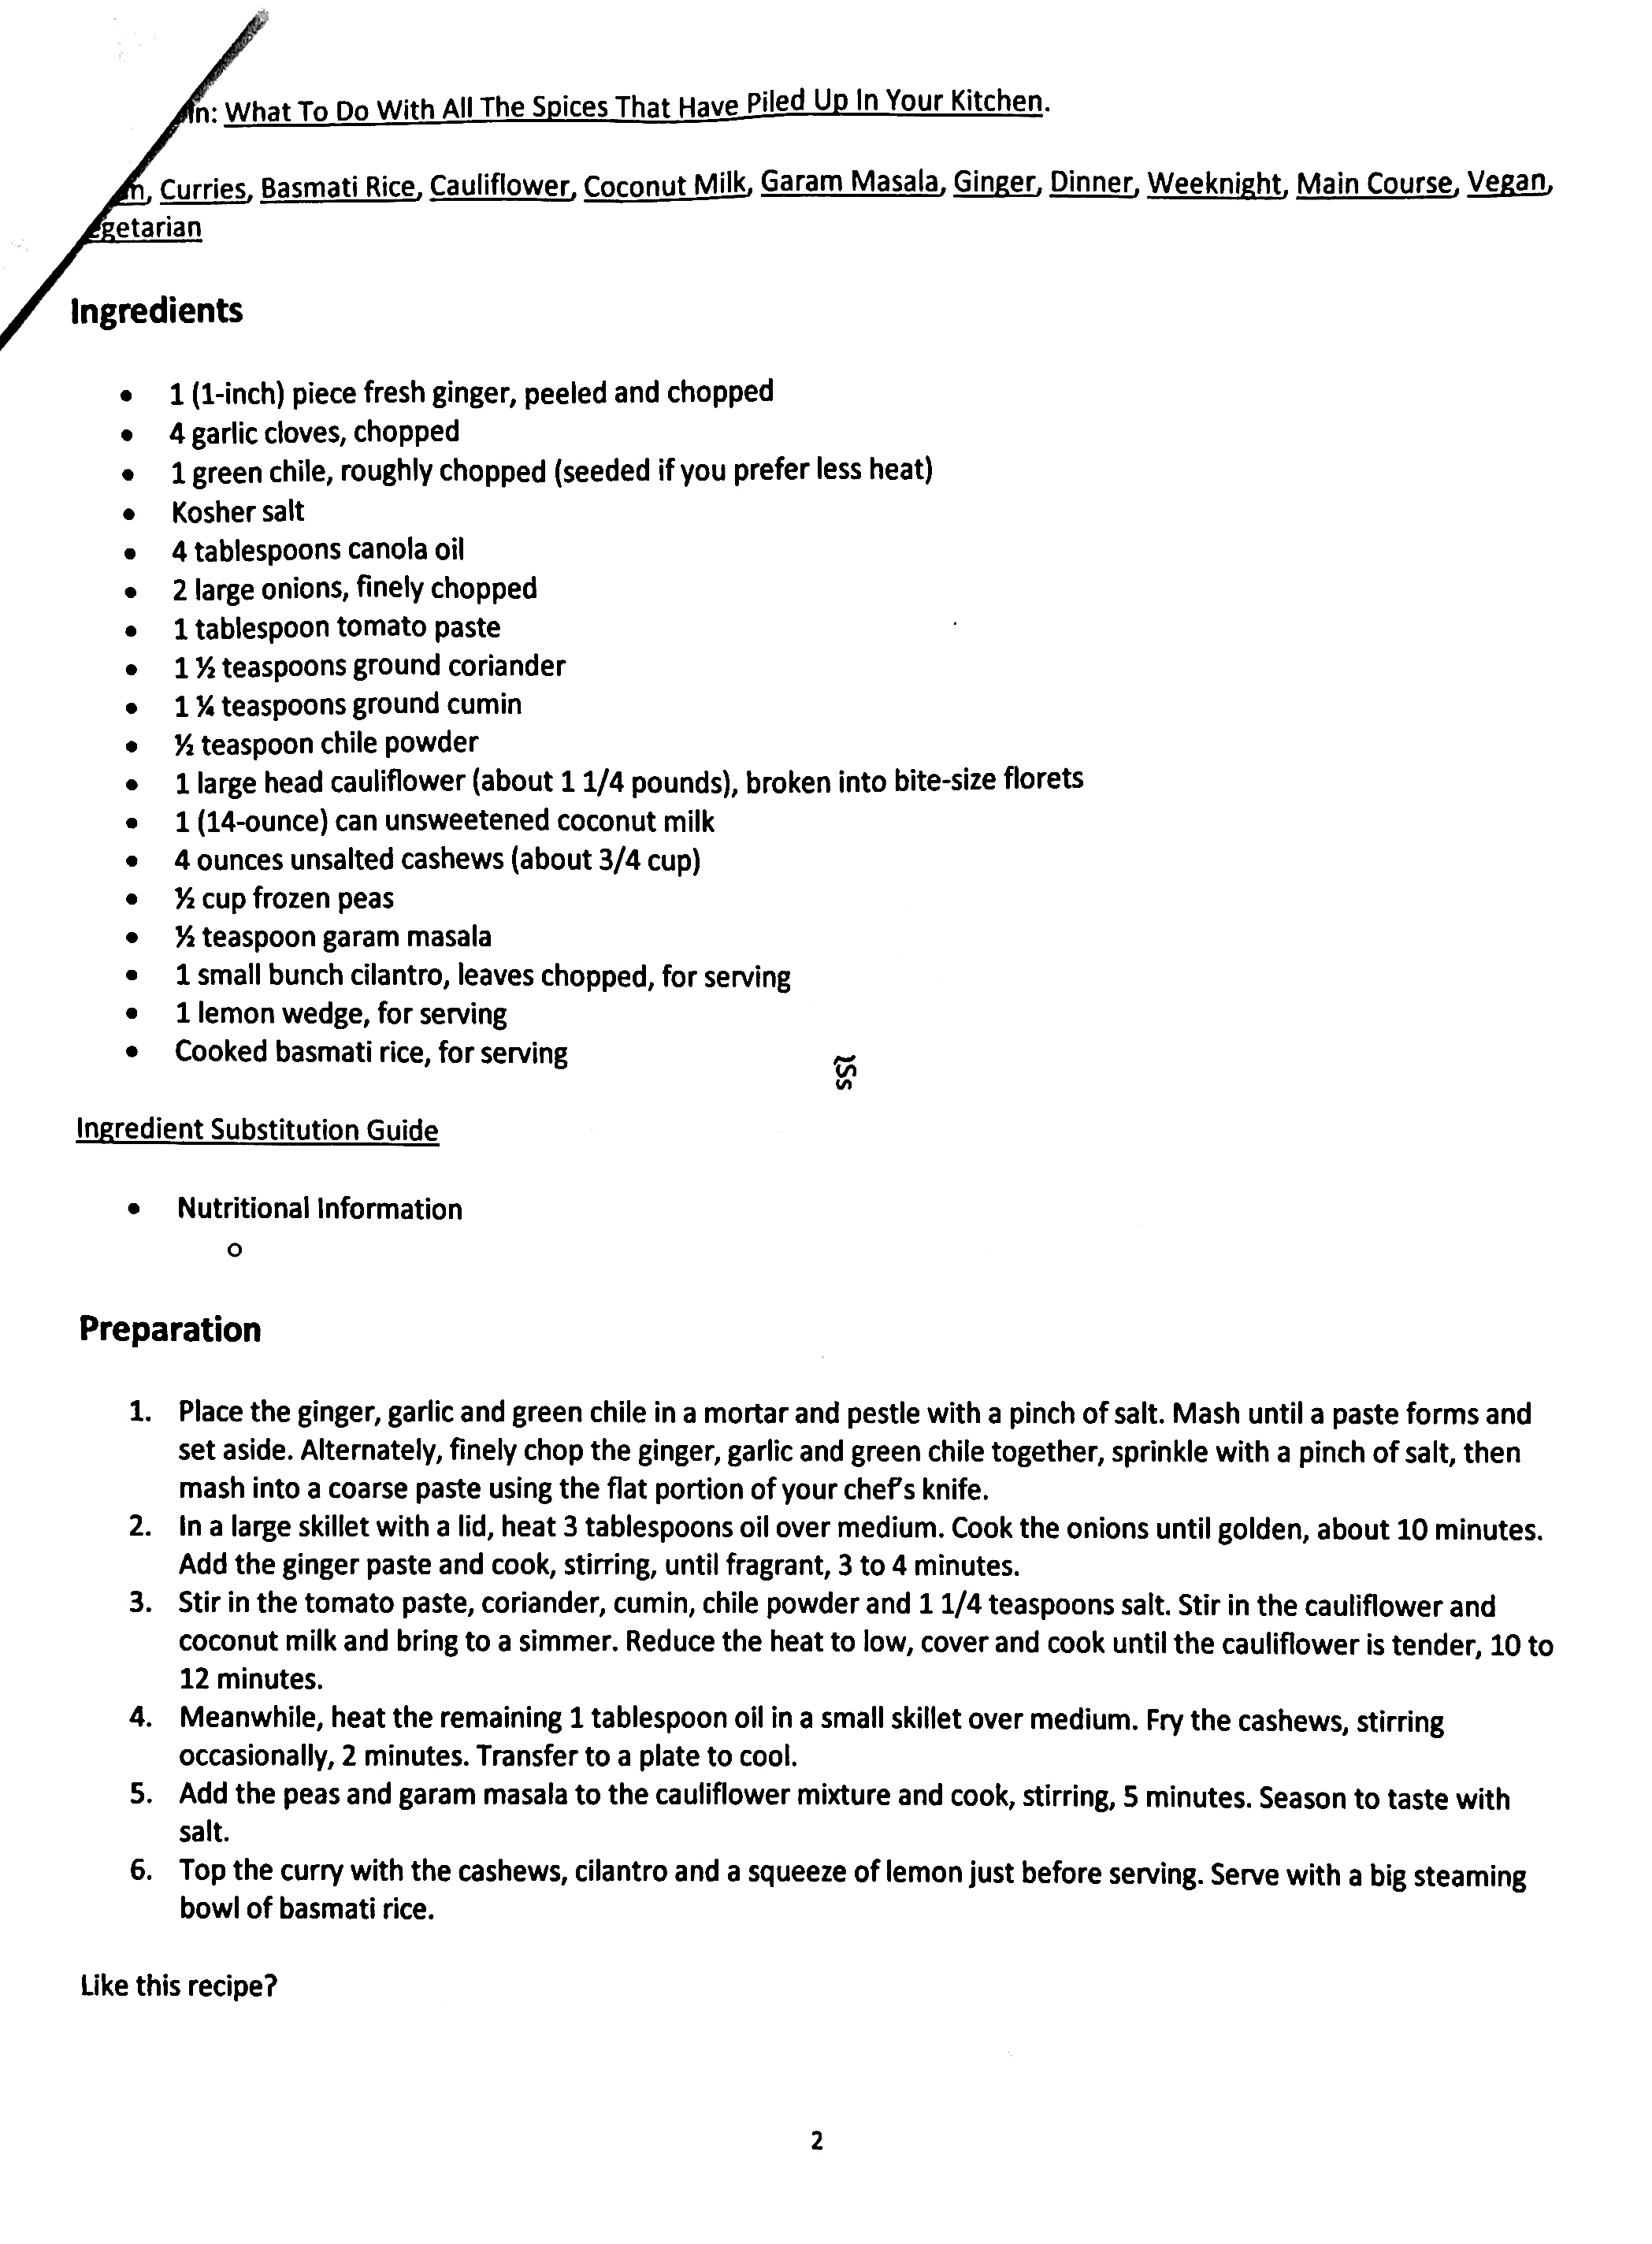 n: What To Do With All The Spices That Have Piled Up In Your Kitchen.
Curries, Basmati Rice, Cauliflower, Coconut Milk, Garam Masala, Ginger, Dinner, Weeknight, Main Course, Vegan,
getarian
Ingredients
• 1 (1-inch) piece fresh ginger, peeled and chopped
• 4 garlic cloves, chopped
• 1 green chile, roughly chopped (seeded if you prefer less heat)
• Kosher salt
• 4 tablespoons canola oil
• 2 large onions, finely chopped
• 1 tablespoon tomato paste
• 1 ½ teaspoons ground coriander
• 1 ¼ teaspoons ground cumin
• ½ teaspoon chile powder
• 1 large head cauliflower (about 1 1/4 pounds), broken into bite-size florets
• 1 (14-ounce) can unsweetened coconut milk
• 4 ounces unsalted cashews (about 3/4 cup)
• ½ cup frozen peas
• ½ teaspoon garam masala
• 1 small bunch cilantro, leaves chopped, for serving
• 1 lemon wedge, for serving
• Cooked basmati rice, for serving
Ingredient Substitution Guide
• Nutritional Information
o
Preparation
1. Place the ginger, garlic and green chile in a mortar and pestle with a pinch of salt. Mash until a paste forms and
set aside. Alternately, finely chop the ginger, garlic and green chile together, sprinkle with a pinch of salt, then
mash into a coarse paste using the flat portion of your chef's knife.
2. In a large skillet with a lid, heat 3 tablespoons oil over medium. Cook the onions until golden, about 10 minutes.
Add the ginger paste and cook, stirring, until fragrant, 3 to 4 minutes.
3. Stir in the tomato paste, coriander, cumin, chile powder and 1 1/4 teaspoons salt. Stir in the cauliflower and
coconut milk and bring to a simmer. Reduce the heat to low, cover and cook until the cauliflower is tender, 10 to
12 minutes.
4. Meanwhile, heat the remaining 1 tablespoon oil in a small skillet over medium. Fry the cashews, stirring
occasionally, 2 minutes. Transfer to a plate to cool.
5. Add the peas and garam masala to the cauliflower mixture and cook, stirring, 5 minutes. Season to taste with
salt.
6. Top the curry with the cashews, cilantro and a squeeze of lemon just before serving. Serve with a big steaming
bowl of basmati rice.
Like this recipe?
2